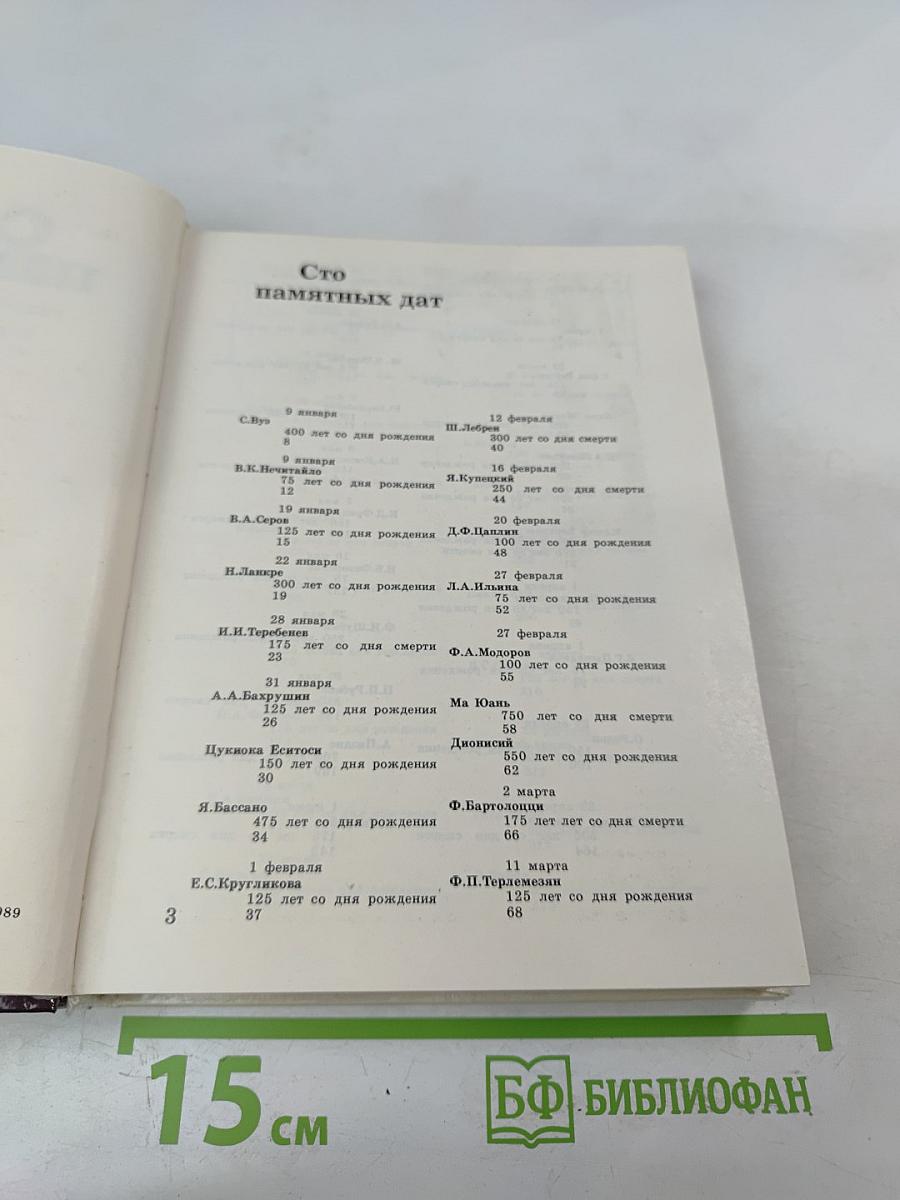 Сто
памятных дат
9 января
С.Вуэ
400 лет со дня рождения
8
9 января
В.К.Нечитайло
75 лет со дня рождения
12
19 января
В.А.Серов
125 лет со дня рождения
15
22 января
Н.Ланкре
300 лет со дня рождения
19
28 января
И.И.Теребенев
175 лет со дня смерти
23
31 января
А.А.Бахрушин
125 лет со дня рождения
26
Цукиока Еситоси
150 лет со дня рождения
30
Я.Бассано
475 лет со дня рождения
34
1 февраля
Е.С.Кругликова
125 лет со дня рождения
37
12 февраля
Ш.Лебрен
300 лет со дня смерти
40
16 февраля
Я.Купецкий
250 лет со дня смерти
44
20 февраля
Д.Ф.Цаплин
100 лет со дня рождения
48
27 февраля
Л.А.Ильина
75 лет со дня рождения
52
27 февраля
Ф.А.Модоров
100 лет со дня рождения
55
Ма Юань
750 лет со дня смерти
58
Дионисий
550 лет со дня рождения
62
2 марта
Ф.Бартолоцци
175 лет лет со дня смерти
66
11 марта
Ф.П.Терлемезян
125 лет со дня рождения
68
3
989
15 см
БФ БИБЛИОФАН